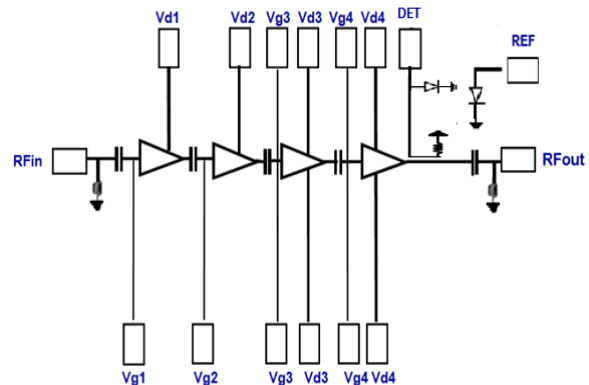 Vd1 Vd2 Vg3 Vd3 Vg4 Vd4 DET
REF
RFin
RFout
Vg1 Vg2 Vg3 Vd3 Vg4 Vd4